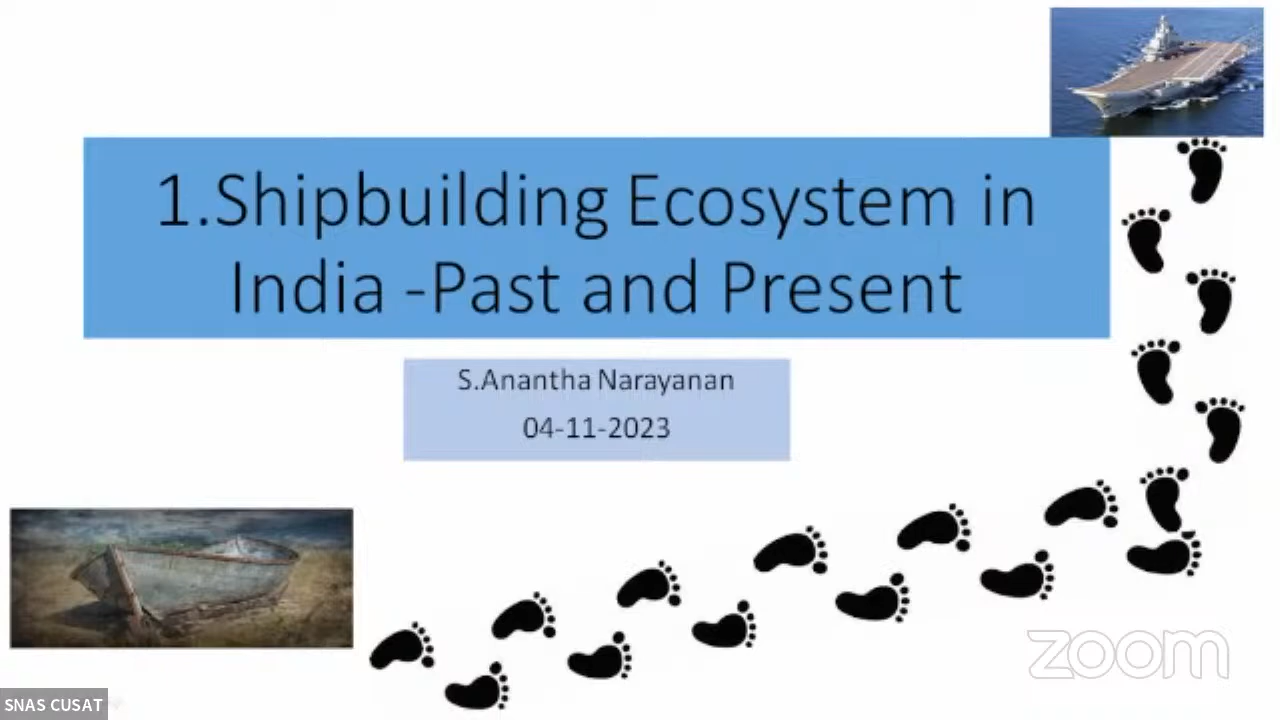 1.Shipbuilding Ecosystem in
India -Past and Present
S.Anantha Narayanan
04-11-2023
zoom
SNAS CUSAT